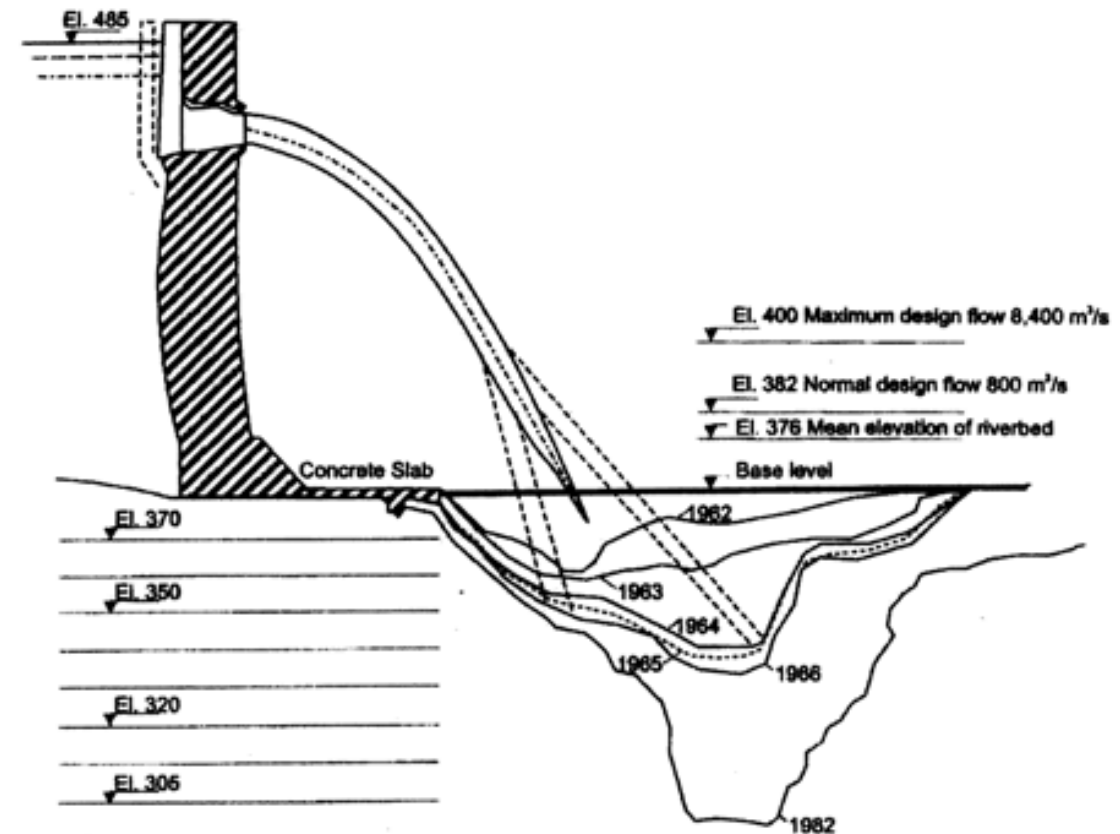 El. 485
El. 400 Maximum design flow 8,400 m³/s
El. 382 Normal design flow 800 m³/s
El. 376 Mean elevation of riverbed
Concrete Slab
Base level
El. 370
1962
El. 350
1963
1964
1965
1966
El. 320
El. 305
1982